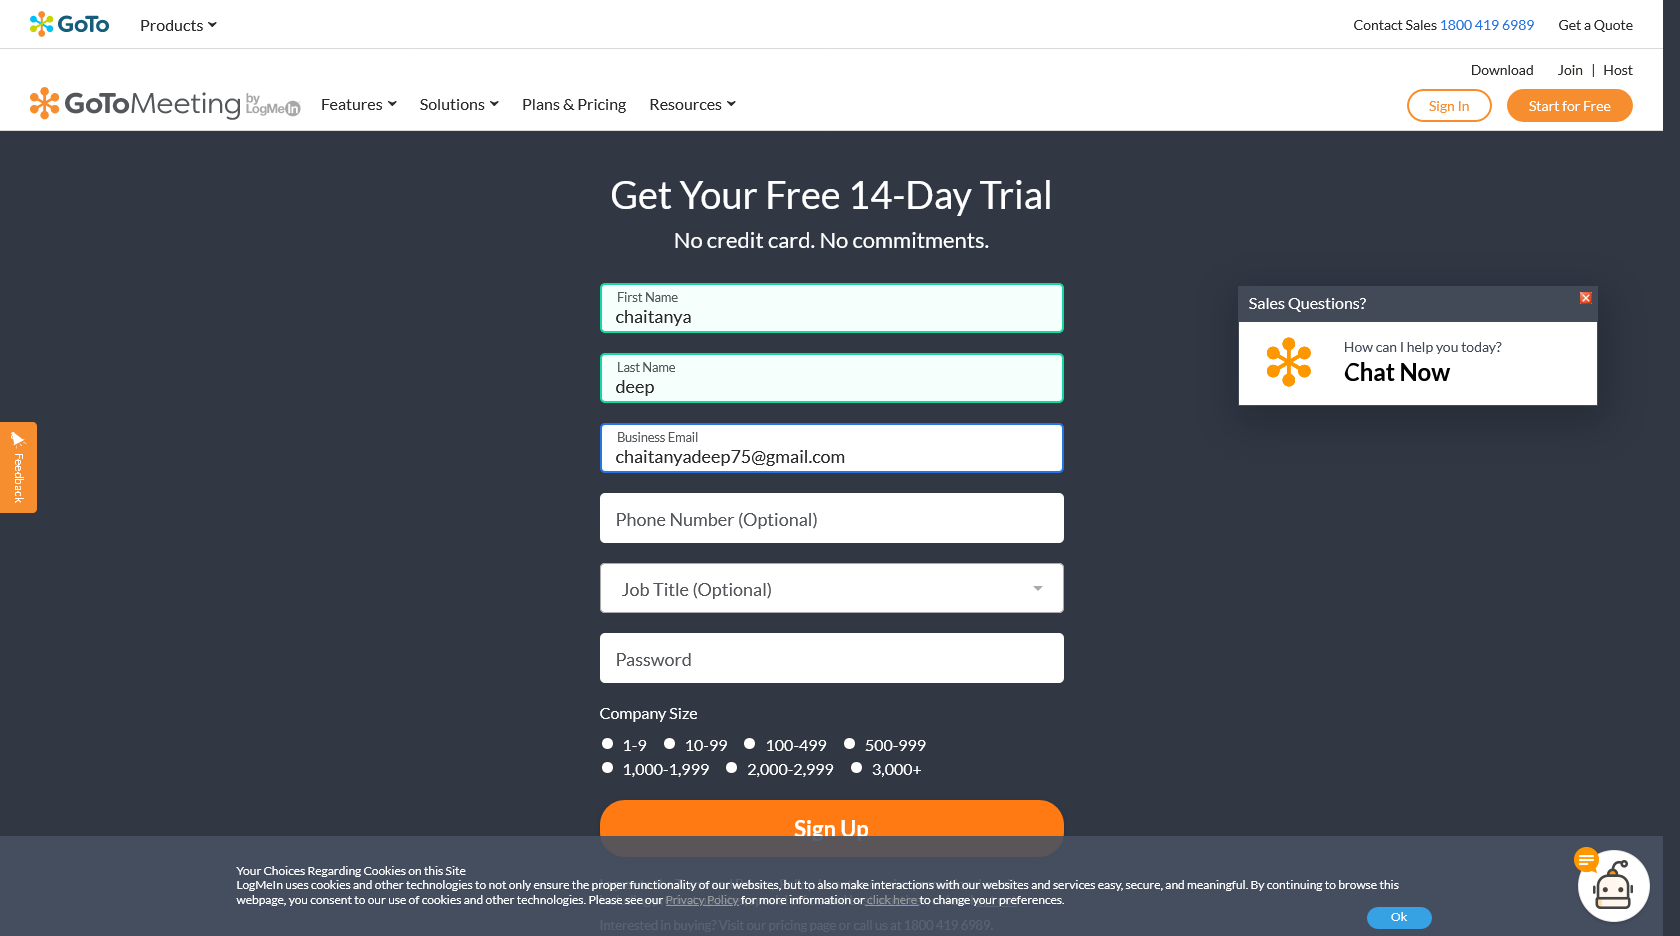 GoTo
Products
Contact Sales 1800 419 6989
Get a Quote
Download
Join | Host
GoToMeeting by LogMeIn
Features
Solutions
Plans & Pricing
Resources
Sign In
Start for Free
Get Your Free 14-Day Trial
No credit card. No commitments.
First Name
chaitanya
Last Name
deep
Business Email
chaitanyadeep75@gmail.com
Phone Number (Optional)
Job Title (Optional)
Password
Company Size
1-9
10-99
100-499
500-999
1,000-1,999
2,000-2,999
3,000+
Sign Up
Sales Questions?
How can I help you today?
Chat Now
Feedback
Your Choices Regarding Cookies on this Site
LogMeIn uses cookies and other technologies to not only ensure the proper functionality of our websites, but to also make interactions with our websites and services easy, secure, and meaningful. By continuing to browse this
webpage, you consent to our use of cookies and other technologies. Please see our Privacy Policy for more information or click here to change your preferences.
Ok
Interested in buying? Visit our pricing page or call us at 1800 419 6989.